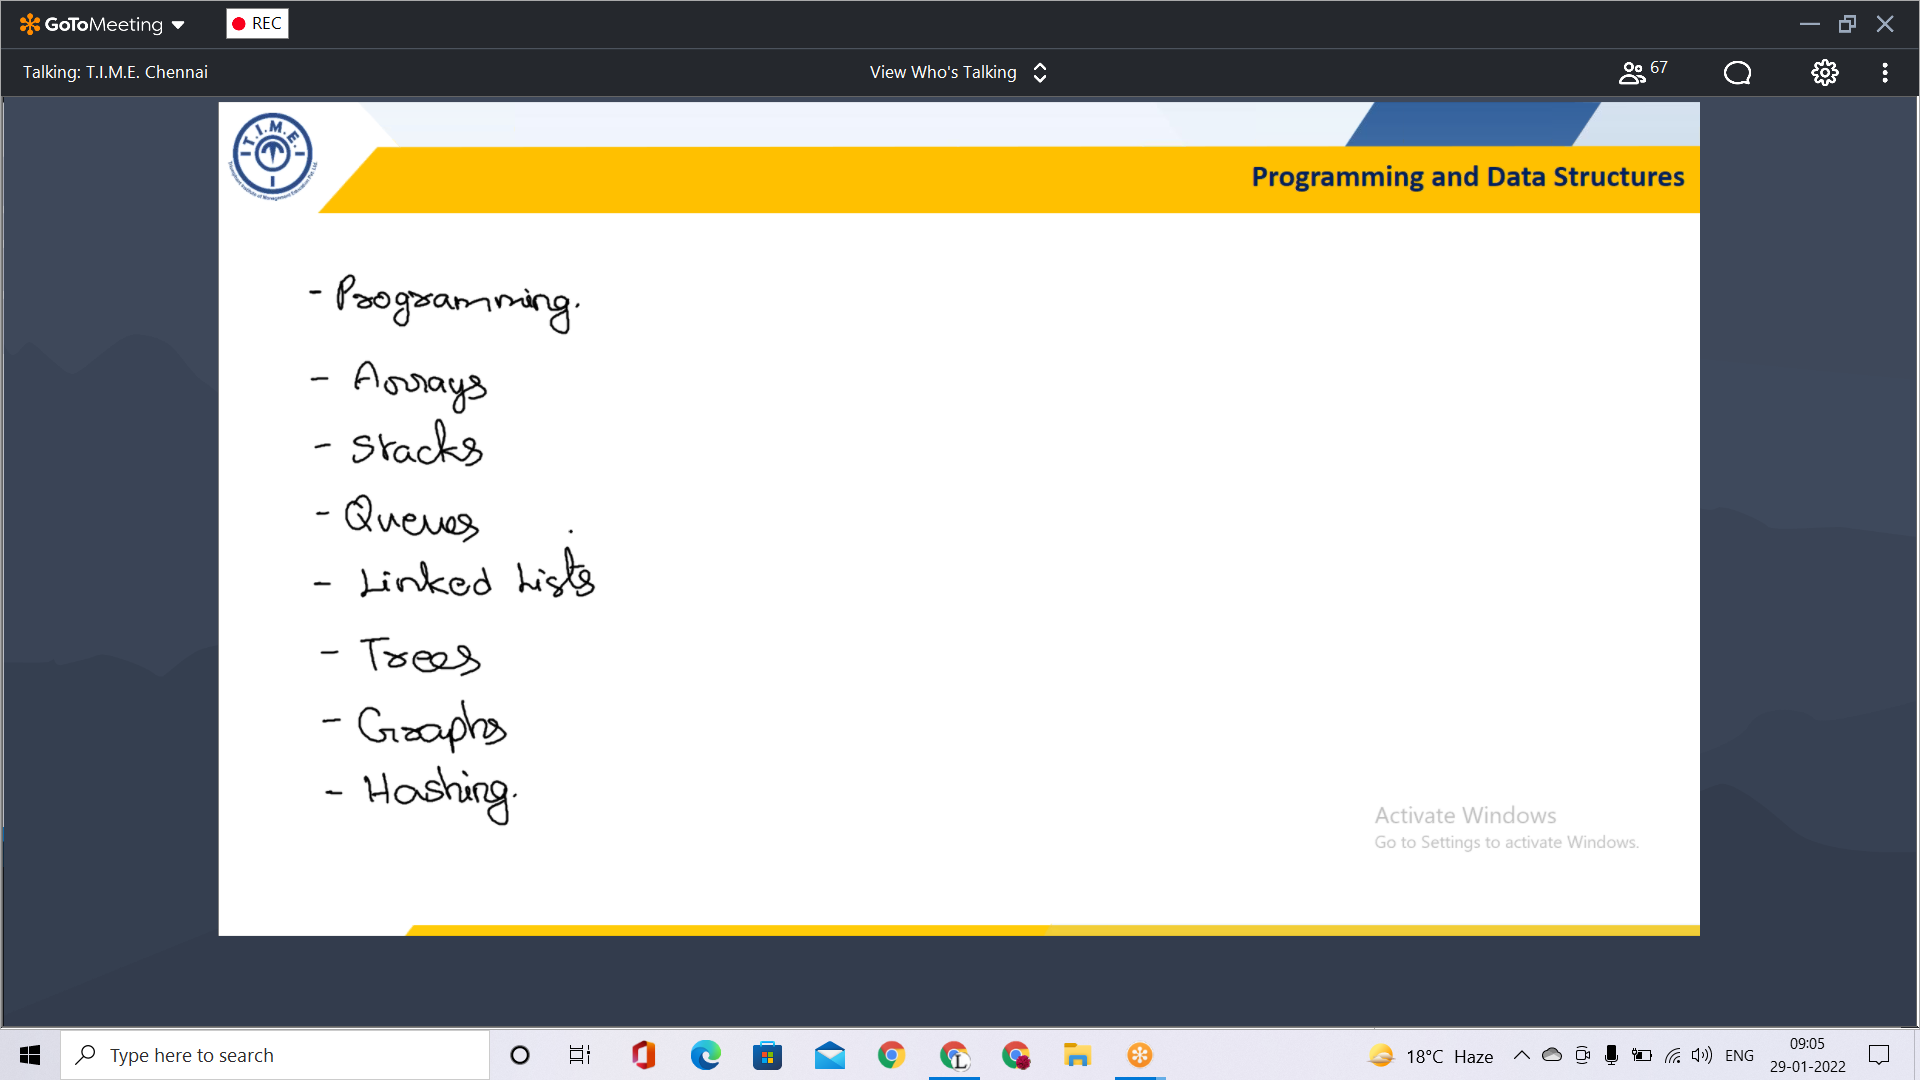 GoToMeeting
REC
Talking: T.I.M.E. Chennai
View Who's Talking
67
T.I.M.E.
Programming and Data Structures
- Programming.
- Arrays
- Stacks
- Queues
- Linked Lists
- Trees
- Graphs
- Hashing.
Activate Windows
Go to Settings to activate Windows.
Type here to search
L
18°C Haze
ENG
09:05
29-01-2022